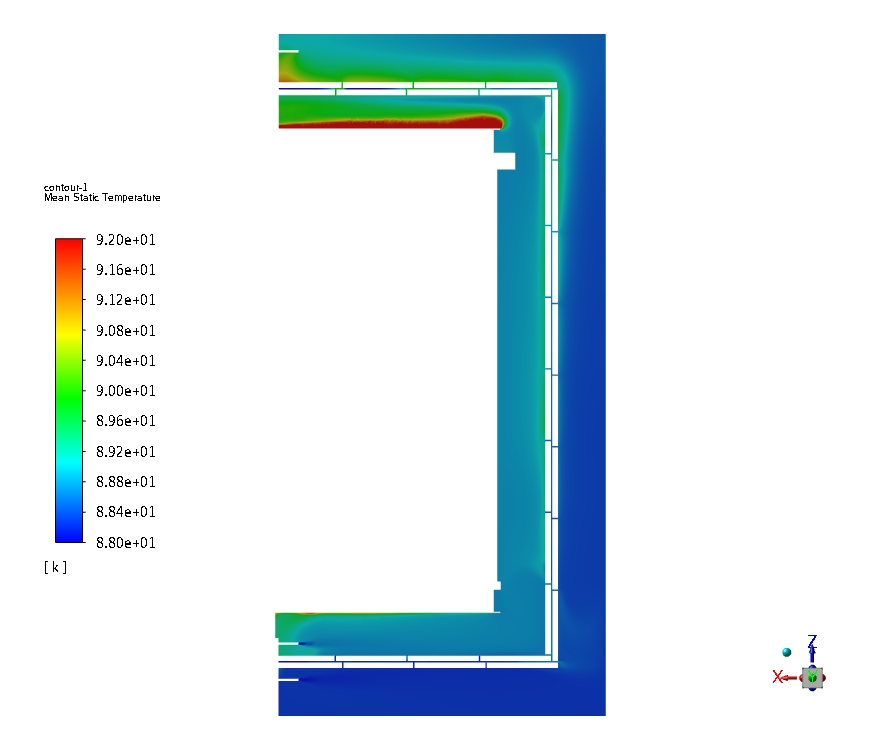 contour-1
Mean Static Temperature
9.20e+01
9.16e+01
9.12e+01
9.08e+01
9.04e+01
9.00e+01
8.96e+01
8.92e+01
8.88e+01
8.84e+01
8.80e+01
[ k ]
Z
X
Y